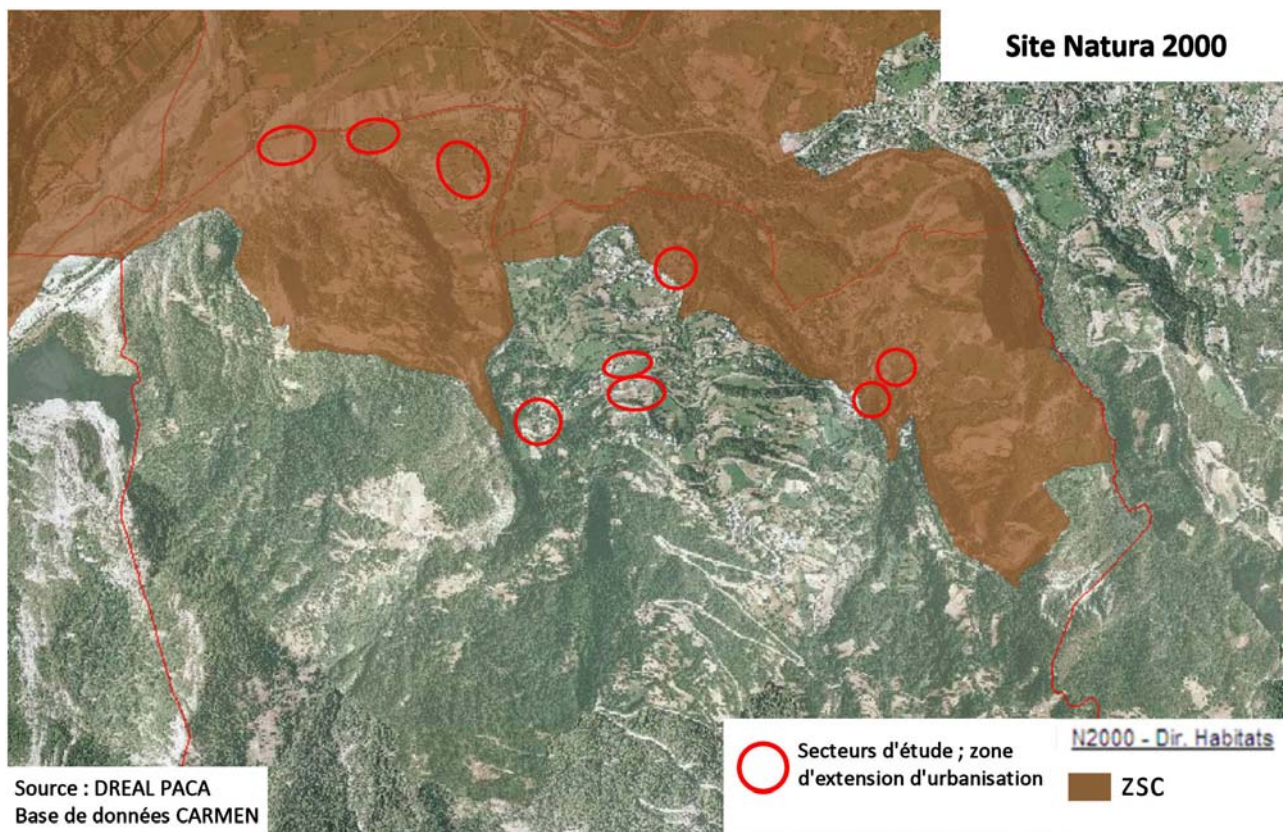 Site Natura 2000
Secteurs d'étude ; zone
d'extension d'urbanisation
N2000 - Dir. Habitats
ZSC
Source : DREAL PACA
Base de données CARMEN